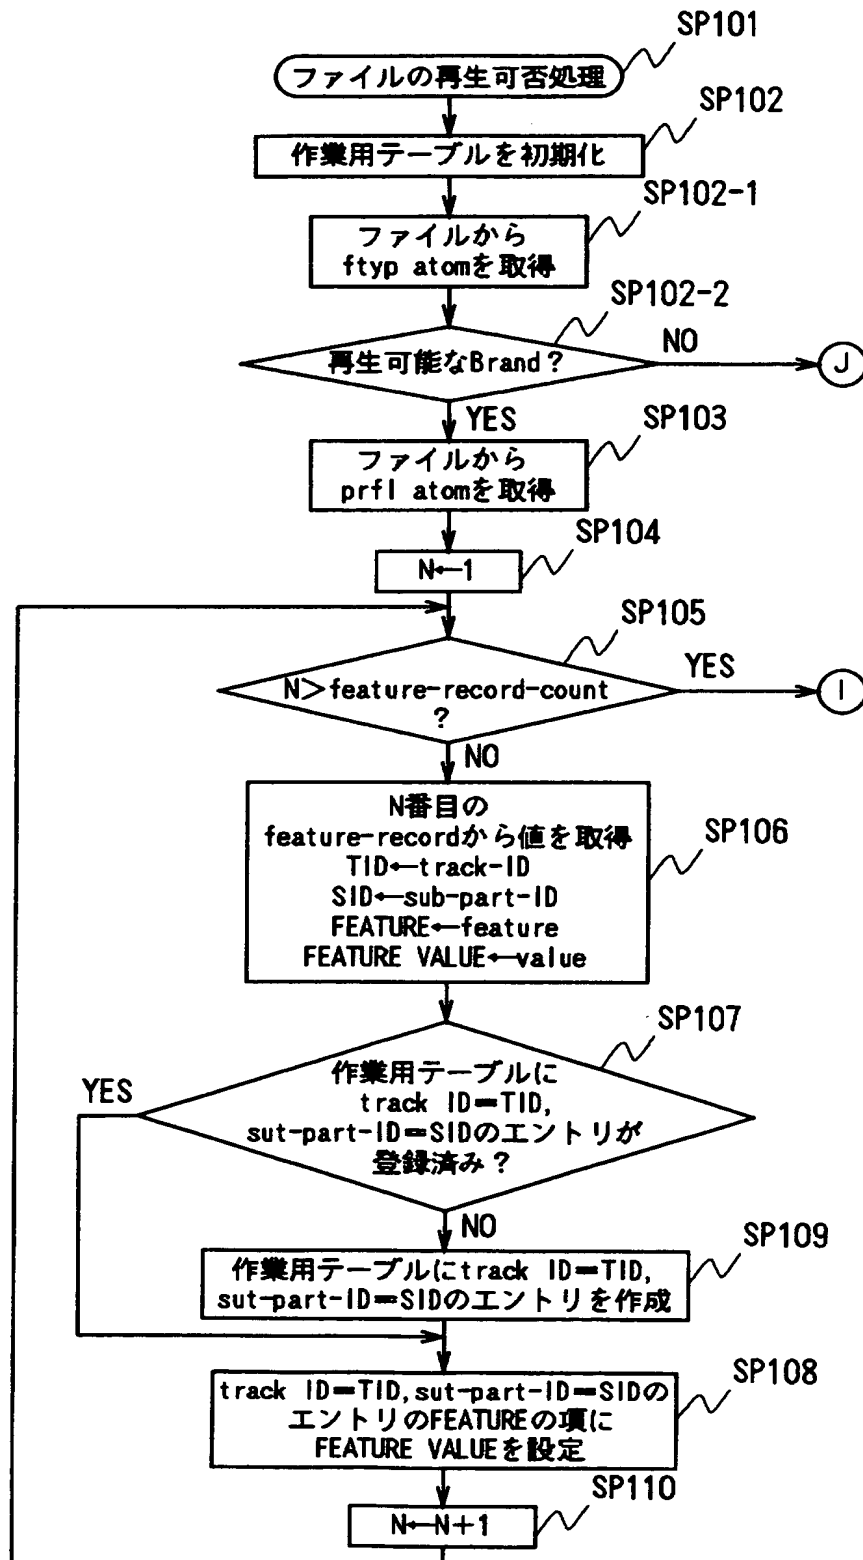 SP101
ファイルの再生可否処理
SP102
作業用テーブルを初期化
SP102-1
ファイルから
ftyp atomを取得
SP102-2
再生可能なBrand?
NO
J
YES
SP103
ファイルから
prfl atomを取得
SP104
N←1
SP105
N>feature-record-count
?
YES
I
NO
N番目の
feature-recordから値を取得
TID←track-ID
SID←sub-part-ID
FEATURE←feature
FEATURE VALUE←value
SP106
SP107
作業用テーブルに
track ID=TID,
sut-part-ID=SIDのエントリが
登録済み?
YES
NO
SP109
作業用テーブルにtrack ID=TID,
sut-part-ID=SIDのエントリを作成
SP108
track ID=TID,sut-part-ID=SIDの
エントリのFEATUREの項に
FEATURE VALUEを設定
SP110
N←N+1